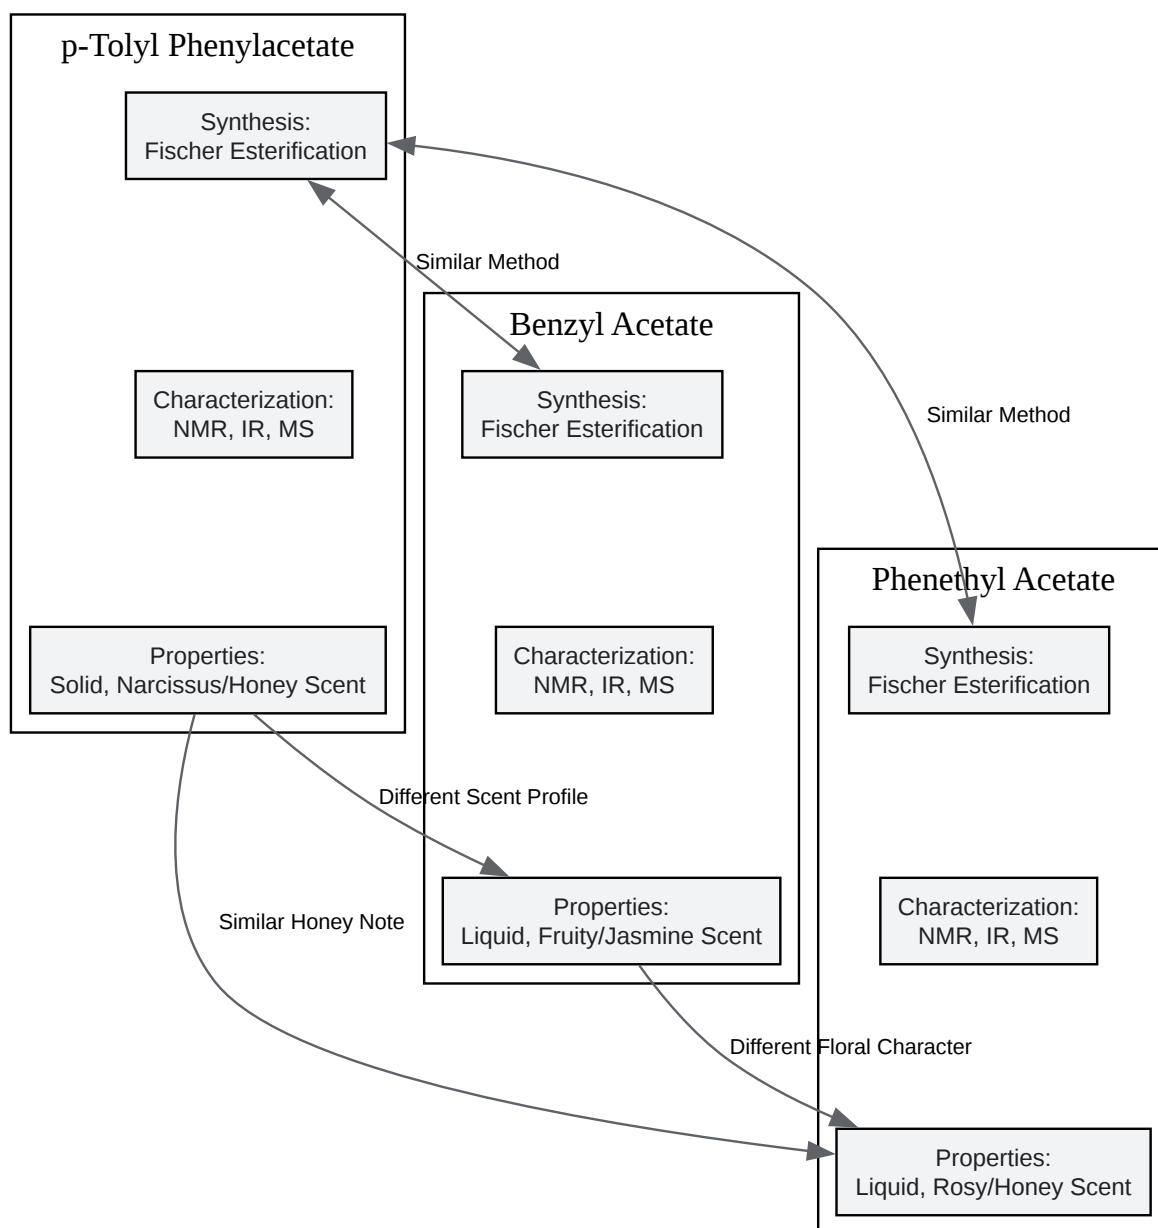 p-Tolyl Phenylacetate
Synthesis:
Fischer Esterification
Similar Method
Characterization:
NMR, IR, MS
Properties:
Solid, Narcissus/Honey Scent
Different Scent Profile
Similar Honey Note
Benzyl Acetate
Synthesis:
Fischer Esterification
Similar Method
Characterization:
NMR, IR, MS
Properties:
Liquid, Fruity/Jasmine Scent
Different Floral Character
Phenethyl Acetate
Synthesis:
Fischer Esterification
Characterization:
NMR, IR, MS
Properties:
Liquid, Rosy/Honey Scent